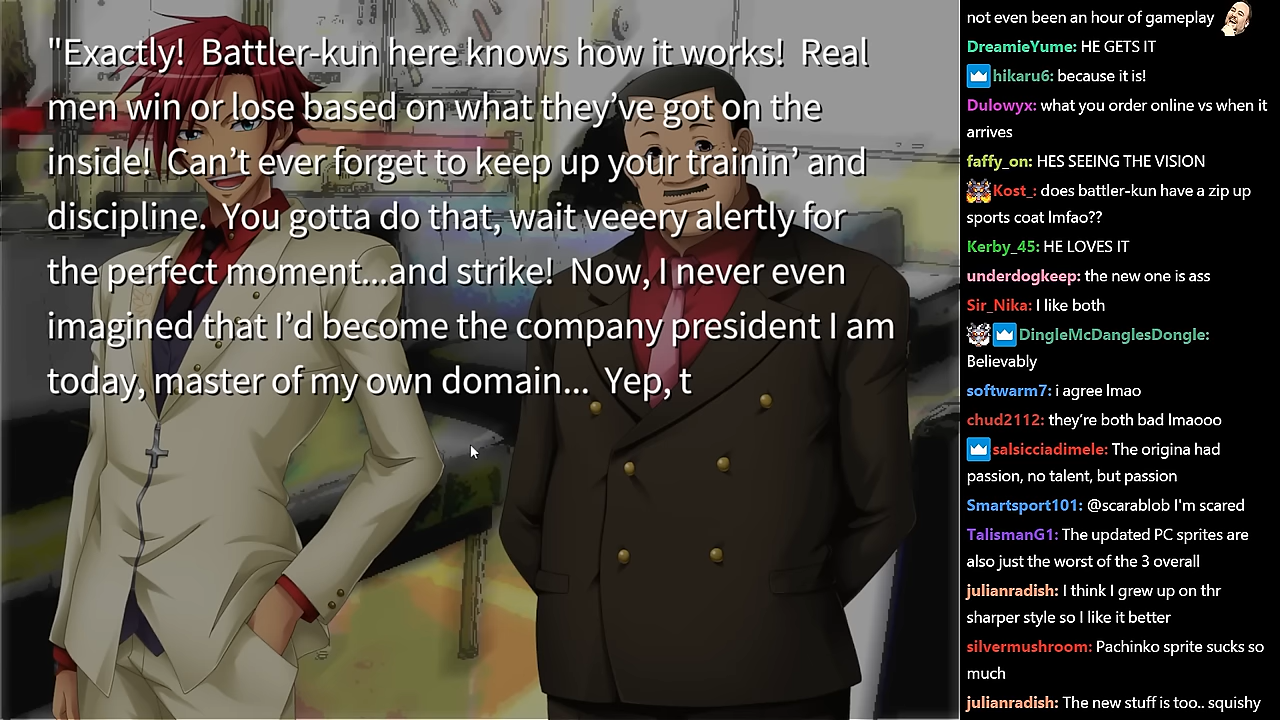 "Exactly!  Battler-kun here knows how it works!  Real
men win or lose based on what they’ve got on the
inside!  Can’t ever forget to keep up your trainin’ and
discipline.  You gotta do that, wait veeery alertly for
the perfect moment...and strike!  Now, I never even
imagined that I’d become the company president I am
today, master of my own domain...  Yep, t
not even been an hour of gameplay
DreamieYume: HE GETS IT
hikaru6: because it is!
Dulowyx: what you order online vs when it
arrives
faffy_on: HES SEEING THE VISION
Kost_: does battler-kun have a zip up
sports coat lmfao??
Kerby_45: HE LOVES IT
underdogkeep: the new one is ass
Sir_Nika: I like both
DingleMcDanglesDongle:
Believably
softwarm7: i agree lmao
chud2112: they’re both bad lmaooo
salsicciadimele: The origina had
passion, no talent, but passion
Smartsport101: @scarablob I'm scared
TalismanG1: The updated PC sprites are
also just the worst of the 3 overall
julianradish: I think I grew up on thr
sharper style so I like it better
silvermushroom: Pachinko sprite sucks so
much
julianradish: The new stuff is too.. squishy